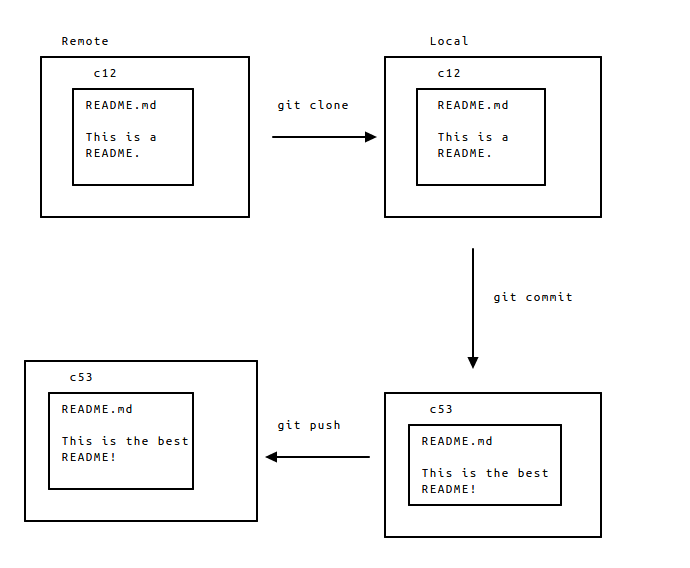 Remote
c12
README.md
This is a
README.
git clone
Local
c12
README.md
This is a
README.
git commit
c53
README.md
This is the best
README!
git push
c53
README.md
This is the best
README!